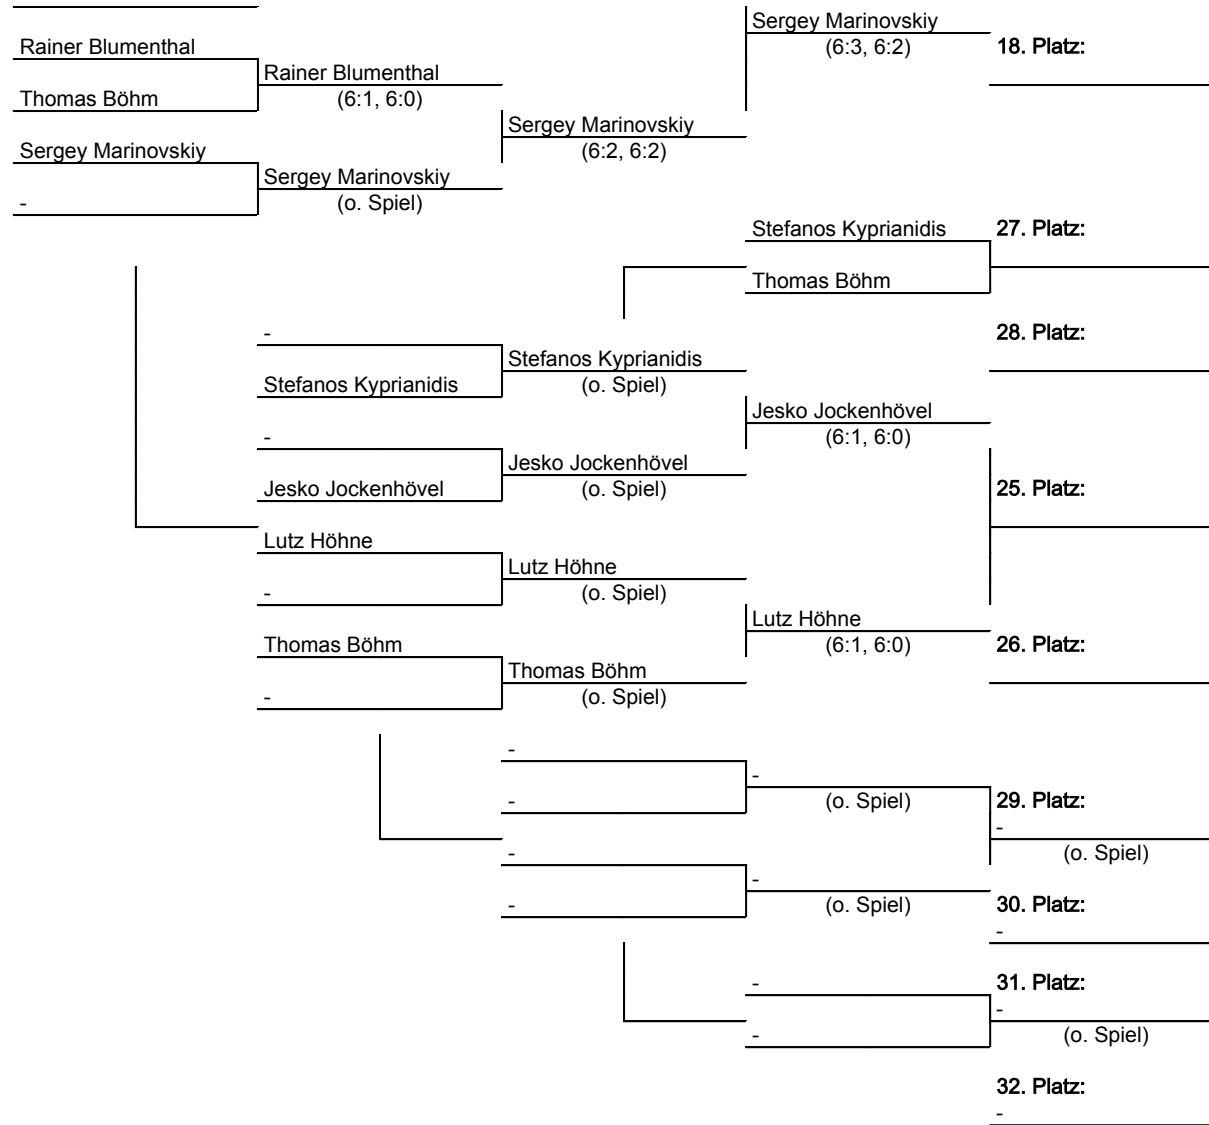 Sergey Marinovskiy
(6:3, 6:2)
18. Platz:
Rainer Blumenthal
Rainer Blumenthal
(6:1, 6:0)
Thomas Böhm
Sergey Marinovskiy
(6:2, 6:2)
Sergey Marinovskiy
Sergey Marinovskiy
(o. Spiel)
-
Stefanos Kyprianidis
27. Platz:
Thomas Böhm
-
28. Platz:
Stefanos Kyprianidis
(o. Spiel)
Stefanos Kyprianidis
Jesko Jockenhövel
(6:1, 6:0)
-
Jesko Jockenhövel
(o. Spiel)
Jesko Jockenhövel
25. Platz:
Lutz Höhne
Lutz Höhne
(o. Spiel)
-
Lutz Höhne
(6:1, 6:0)
26. Platz:
Thomas Böhm
Thomas Böhm
(o. Spiel)
-
-
-
(o. Spiel)
-
29. Platz:
-
(o. Spiel)
-
-
(o. Spiel)
-
30. Platz:
-
-
31. Platz:
-
(o. Spiel)
-
32. Platz:
-